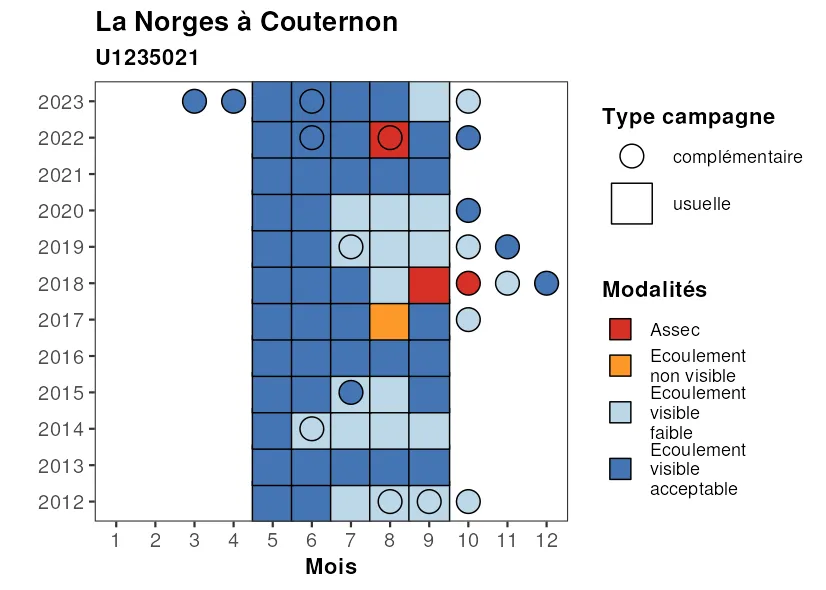 La Norges à Couternon
U1235021
2023
2022
2021
2020
2019
2018
2017
2016
2015
2014
2013
2012
1 2 3 4 5 6 7 8 9 10 11 12
Mois
Type campagne
complémentaire
usuelle
Modalités
Assec
Ecoulement
non visible
Ecoulement
visible
faible
Ecoulement
visible
acceptable